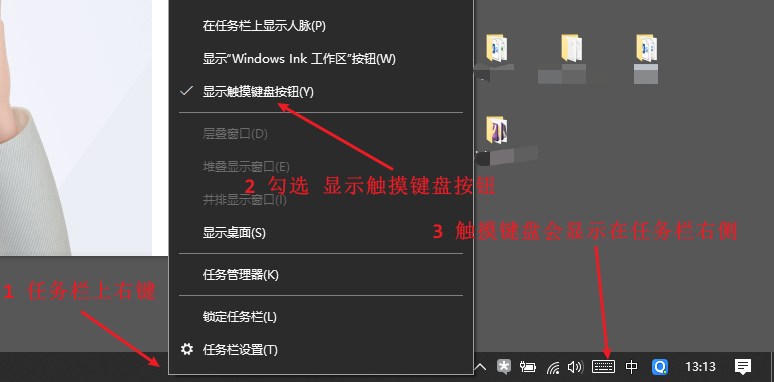 在任务栏上显示人脉(P)
显示"Windows Ink 工作区"按钮(W)
显示触摸键盘按钮(Y)
层叠窗口(D)
堆叠显示窗口(E)
2 勾选 显示触摸键盘按钮
并排显示窗口(I)
显示桌面(S)
3 触摸键盘会显示在任务栏右侧
任务管理器(K)
1 任务栏上右键
锁定任务栏(L)
任务栏设置(T)
中
13:13